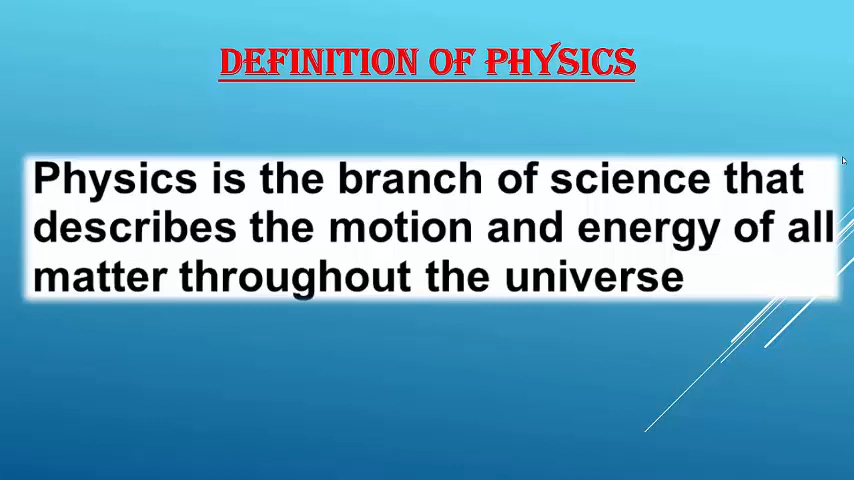 DEFINITION OF PHYSICS
Physics is the branch of science that
describes the motion and energy of all
matter throughout the universe